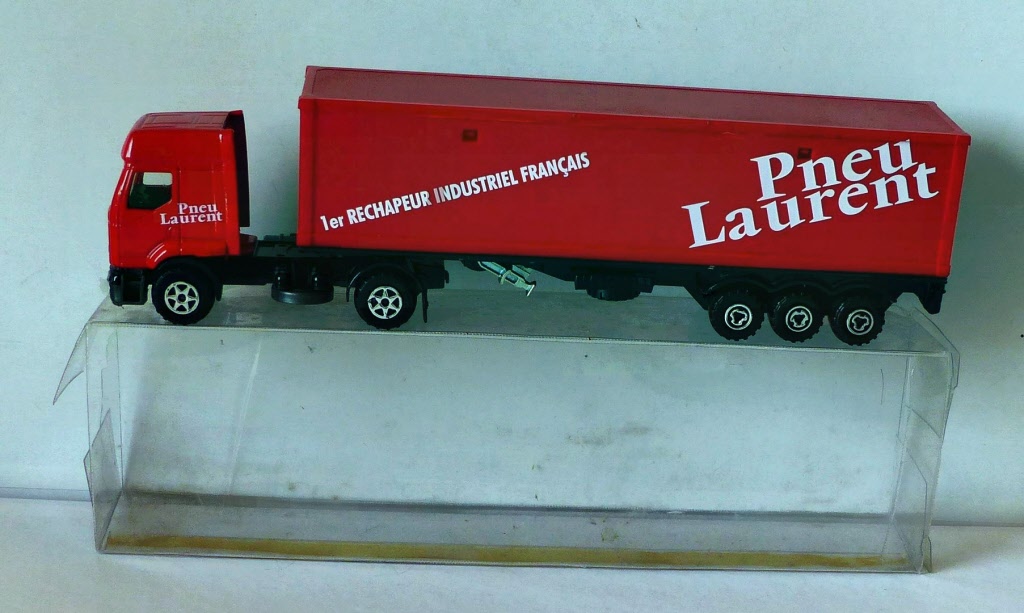 Pneu
Laurent
1er RECHAPEUR INDUSTRIEL FRANÇAIS
Pneu
Laurent